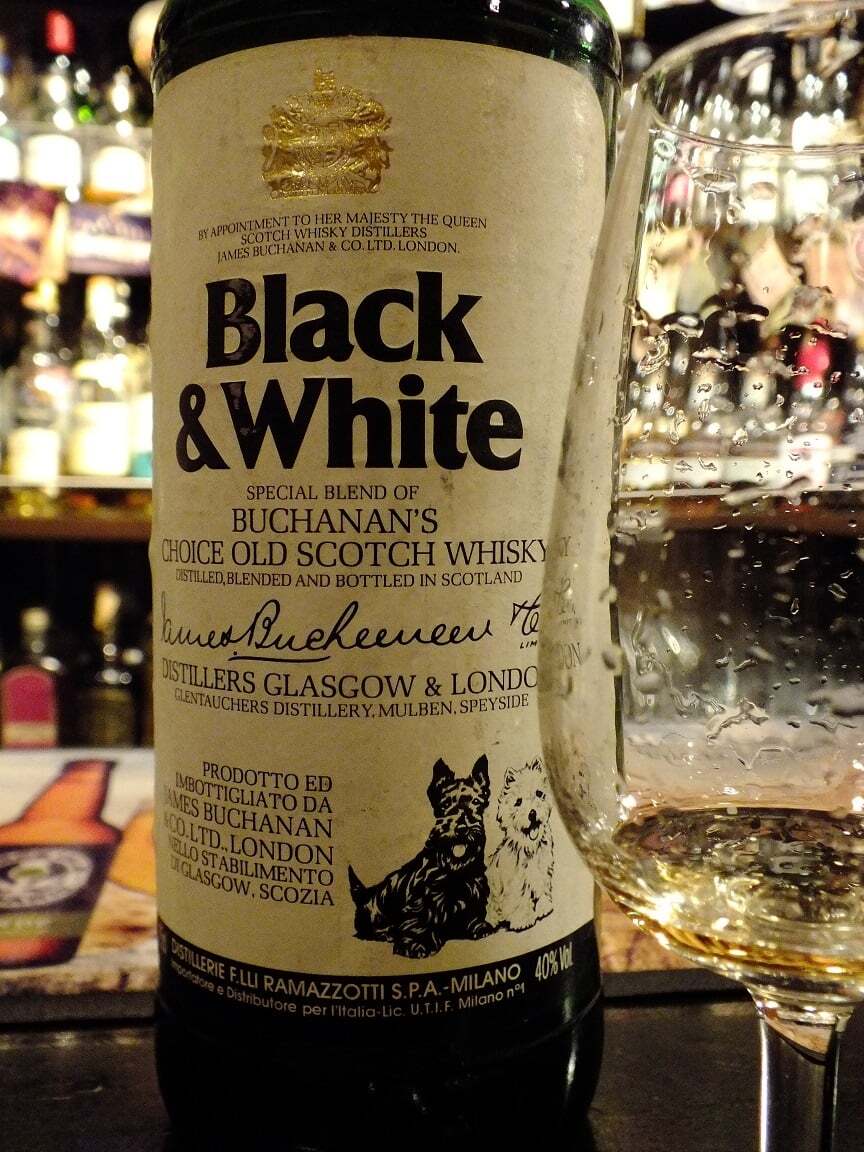 BY APPOINTMENT TO HER MAJESTY THE QUEEN
SCOTCH WHISKY DISTILLERS
JAMES BUCHANAN & CO. LTD. LONDON.
Black
& White
SPECIAL BLEND OF
BUCHANAN'S
CHOICE OLD SCOTCH WHISKY
DISTILLED, BLENDED AND BOTTLED IN SCOTLAND
James Buchanan
DISTILLERS GLASGOW & LONDON
GLENTAUCHERS DISTILLERY, MULBEN, SPEYSIDE
PRODOTTO ED
IMBOTTIGLIATO DA
JAMES BUCHANAN
& CO. LTD., LONDON
NELLO STABILIMENTO
DI GLASGOW, SCOZIA
DISTILLERIE F.LLI RAMAZZOTTI S.P.A.-MILANO 40% Vol.
Importatore e Distributore per l'Italia-Lic. U.T.I.F. Milano n°1